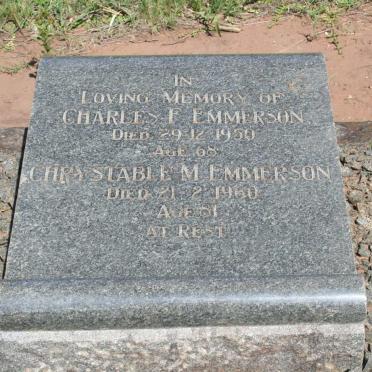 IN
LOVING MEMORY OF
CHARLES F. EMMERSON
DIED 29-12-1950
AGE 68
CHRYSTABLE M. EMMERSON
DIED 21-2-1960
AGE 81
AT REST